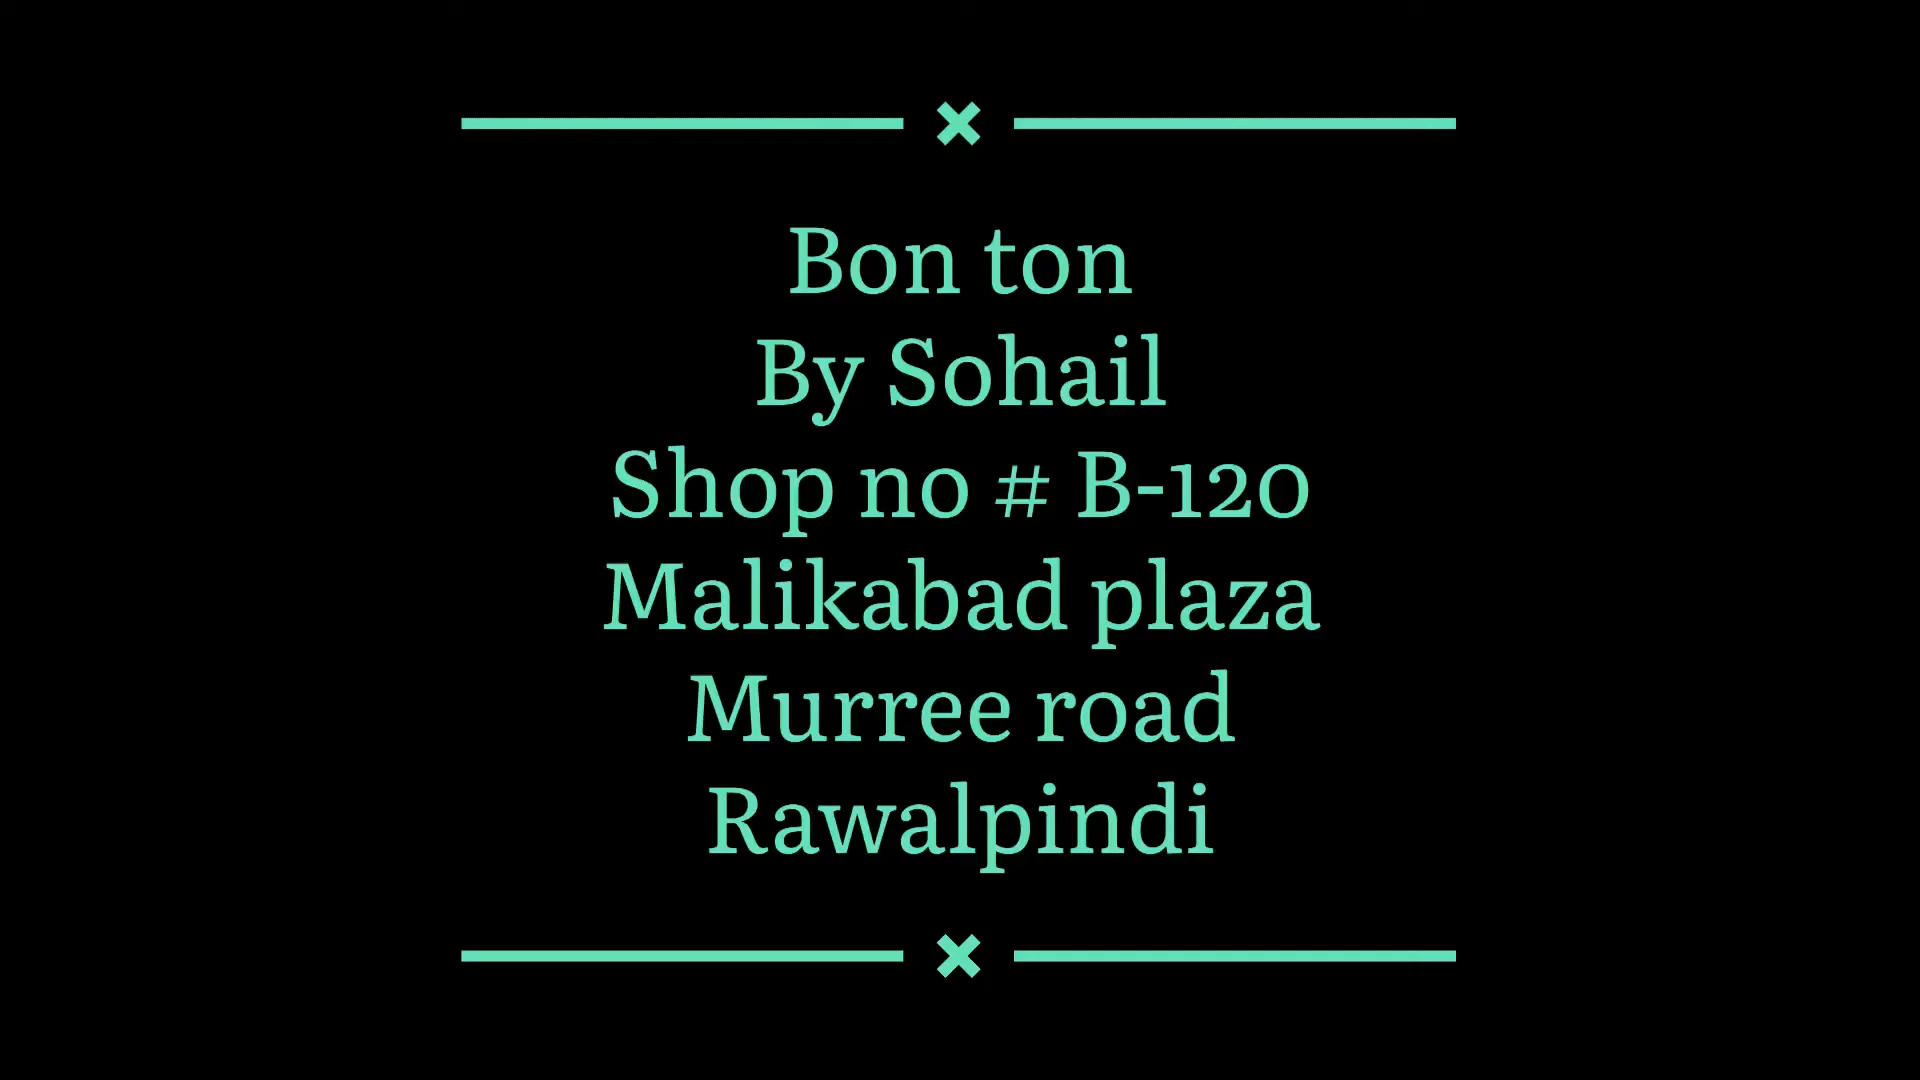 Bon ton
By Sohail
Shop no # B-120
Malikabad plaza
Murree road
Rawalpindi